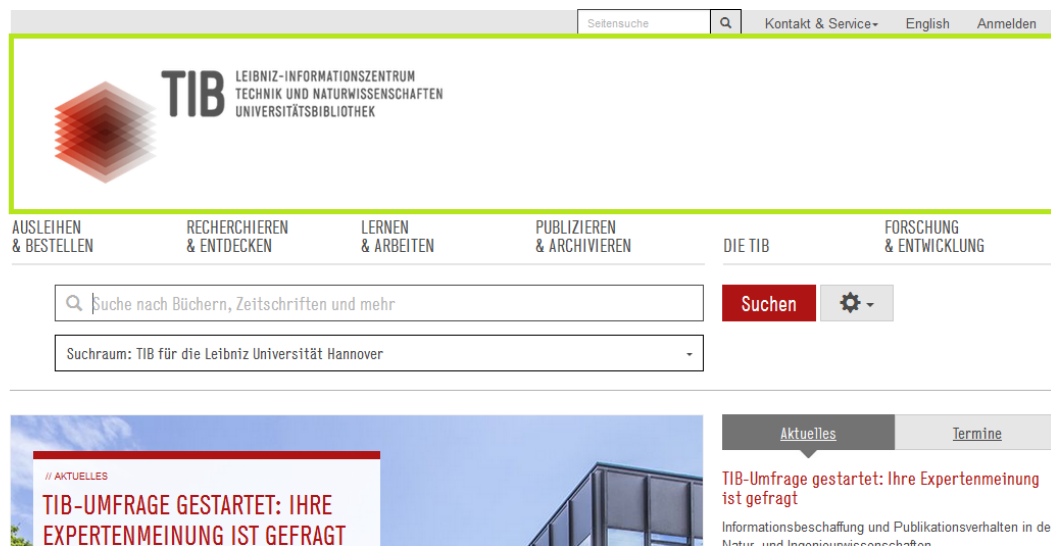 Seitensuche
Kontakt & Service
English
Anmelden
TIB
LEIBNIZ-INFORMATIONSZENTRUM
TECHNIK UND NATURWISSENSCHAFTEN
UNIVERSITÄTSBIBLIOTHEK
AUSLEIHEN
& BESTELLEN
RECHERCHIEREN
& ENTDECKEN
LERNEN
& ARBEITEN
PUBLIZIEREN
& ARCHIVIEREN
DIE TIB
FORSCHUNG
& ENTWICKLUNG
Suche nach Büchern, Zeitschriften und mehr
Suchen
Suchraum: TIB für die Leibniz Universität Hannover
// AKTUELLES
TIB-UMFRAGE GESTARTET: IHRE
EXPERTENMEINUNG IST GEFRAGT
Aktuelles
Termine
TIB-Umfrage gestartet: Ihre Expertenmeinung
ist gefragt
Informationsbeschaffung und Publikationsverhalten in de
Natur- und Ingenieurwissenschaften